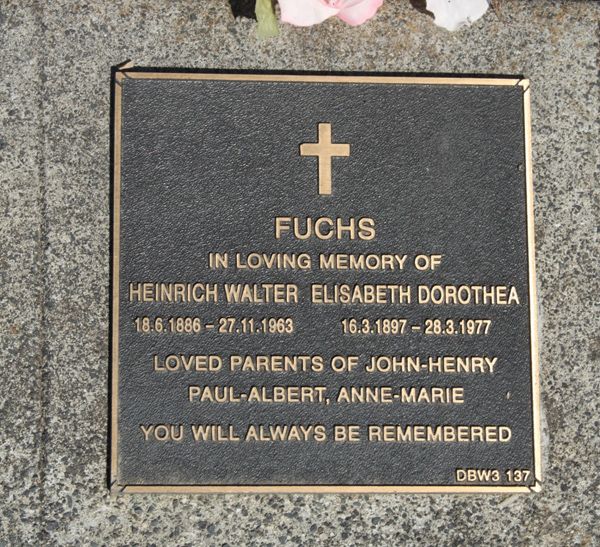 FUCHS
IN LOVING MEMORY OF
HEINRICH WALTER ELISABETH DOROTHEA
18.6.1886 – 27.11.1963 16.3.1897 – 28.3.1977
LOVED PARENTS OF JOHN-HENRY
PAUL-ALBERT, ANNE-MARIE
YOU WILL ALWAYS BE REMEMBERED
DBW3 137